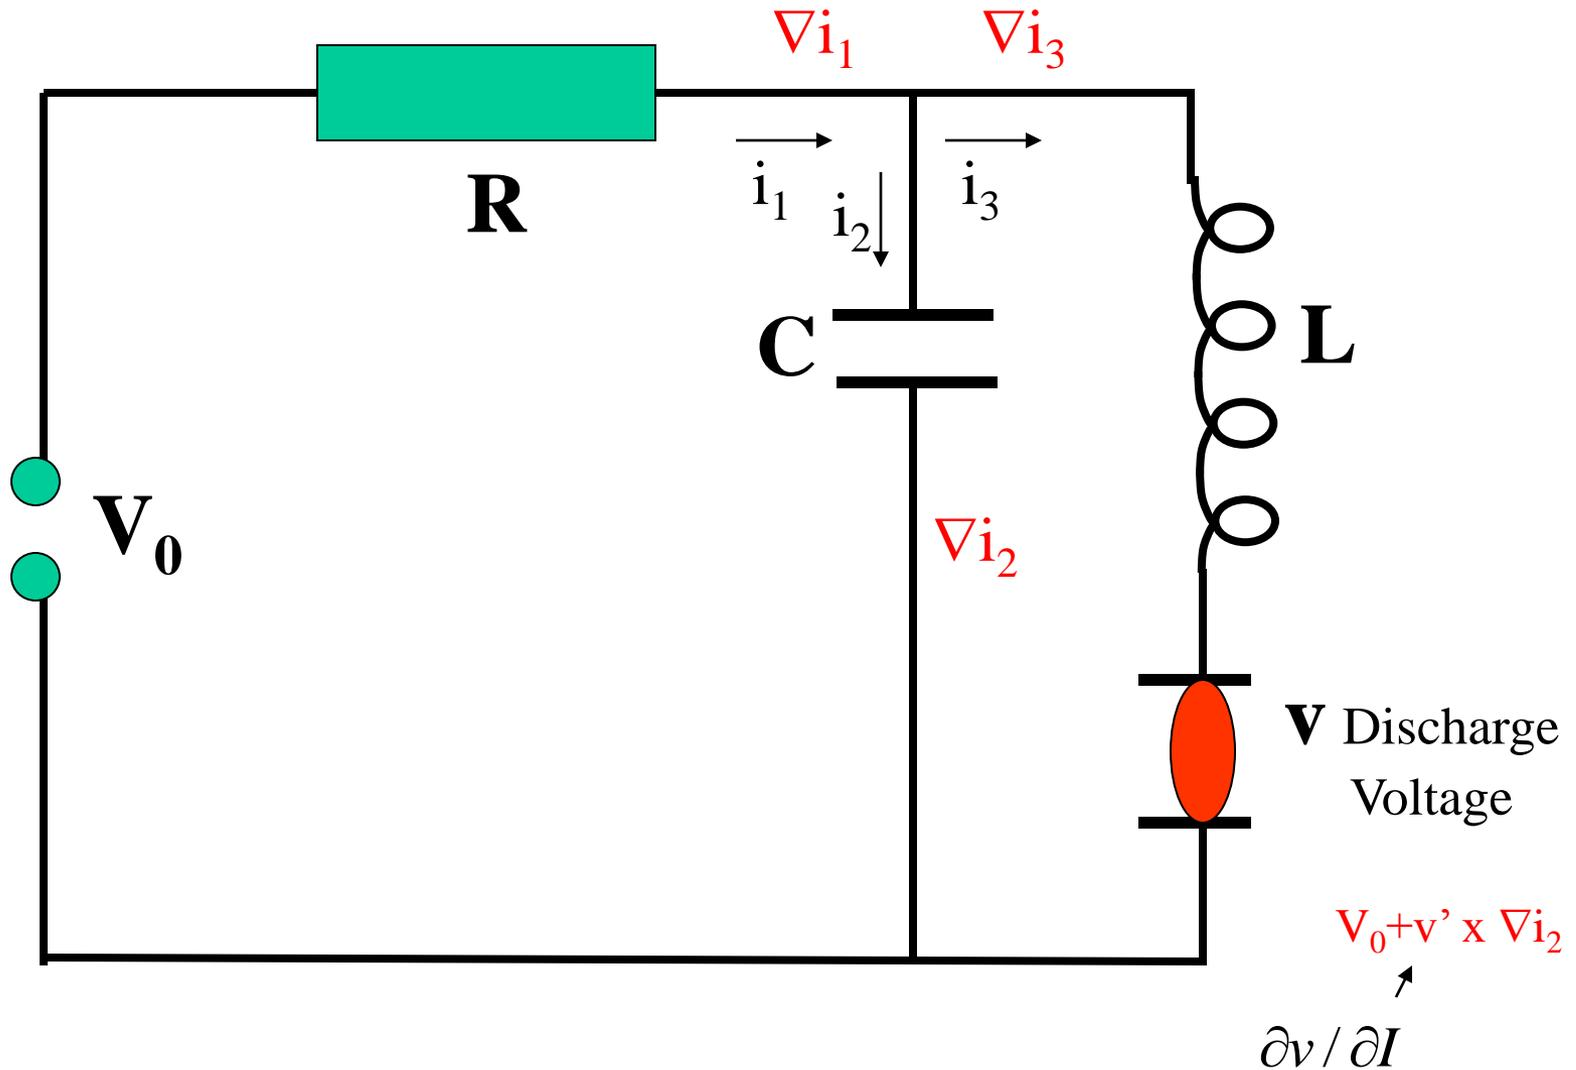 ∇i₁
∇i₃
R
i₁
i₂
i₃
C
L
V₀
∇i₂
v Discharge
Voltage
V₀+v’ x ∇i₂
∂v / ∂I